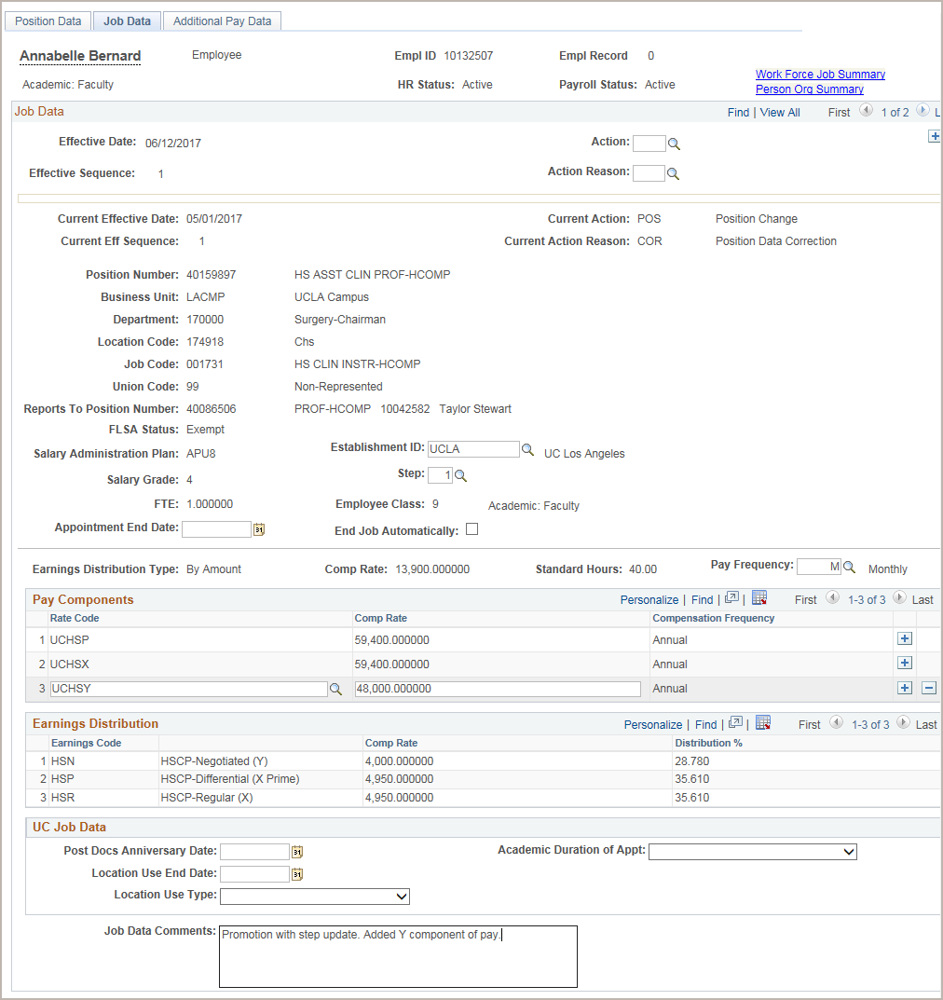 Position Data Job Data Additional Pay Data
Annabelle Bernard Employee Empl ID 10132507 Empl Record 0
Academic: Faculty HR Status: Active Payroll Status: Active
Work Force Job Summary
Person Org Summary
Job Data Find | View All First 1 of 2 L
Effective Date: 06/12/2017 Action:
Effective Sequence: 1 Action Reason:
Current Effective Date: 05/01/2017 Current Action: POS Position Change
Current Eff Sequence: 1 Current Action Reason: COR Position Data Correction
Position Number: 40159897 HS ASST CLIN PROF-HCOMP
Business Unit: LACMP UCLA Campus
Department: 170000 Surgery-Chairman
Location Code: 174918 Chs
Job Code: 001731 HS CLIN INSTR-HCOMP
Union Code: 99 Non-Represented
Reports To Position Number: 40086506 PROF-HCOMP 10042582 Taylor Stewart
FLSA Status: Exempt
Salary Administration Plan: APU8 Establishment ID: UCLA UC Los Angeles
Salary Grade: 4 Step: 1
FTE: 1.000000 Employee Class: 9 Academic: Faculty
Appointment End Date: 31 End Job Automatically:
Earnings Distribution Type: By Amount Comp Rate: 13,900.000000 Standard Hours: 40.00 Pay Frequency: M Monthly
Pay Components Personalize | Find | | First 1-3 of 3 Last
Rate Code Comp Rate Compensation Frequency
1 UCHSP 59,400.000000 Annual
2 UCHSX 59,400.000000 Annual
3 UCHSY 48,000.000000 Annual
Earnings Distribution Personalize | Find | | First 1-3 of 3 Last
Earnings Code Comp Rate Distribution %
1 HSN HSCP-Negotiated (Y) 4,000.000000 28.780
2 HSP HSCP-Differential (X Prime) 4,950.000000 35.610
3 HSR HSCP-Regular (X) 4,950.000000 35.610
UC Job Data
Post Docs Anniversary Date: 31 Academic Duration of Appt:
Location Use End Date: 31
Location Use Type:
Job Data Comments: Promotion with step update. Added Y component of pay.